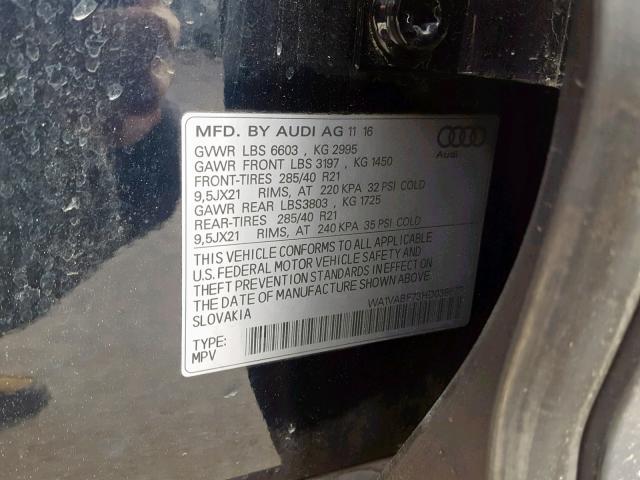 MFD. BY AUDI AG 11 16
Audi
GVWR LBS 6603 , KG 2995
GAWR FRONT LBS 3197 , KG 1450
FRONT-TIRES 285/40 R21
9,5JX21 RIMS, AT 220 KPA 32 PSI COLD
GAWR REAR LBS3803 , KG 1725
REAR-TIRES 285/40 R21
9,5JX21 RIMS, AT 240 KPA 35 PSI COLD
THIS VEHICLE CONFORMS TO ALL APPLICABLE
U.S. FEDERAL MOTOR VEHICLE SAFETY AND
THEFT PREVENTION STANDARDS IN EFFECT ON
THE DATE OF MANUFACTURE SHOWN ABOVE.
SLOVAKIA
TYPE:
MPV